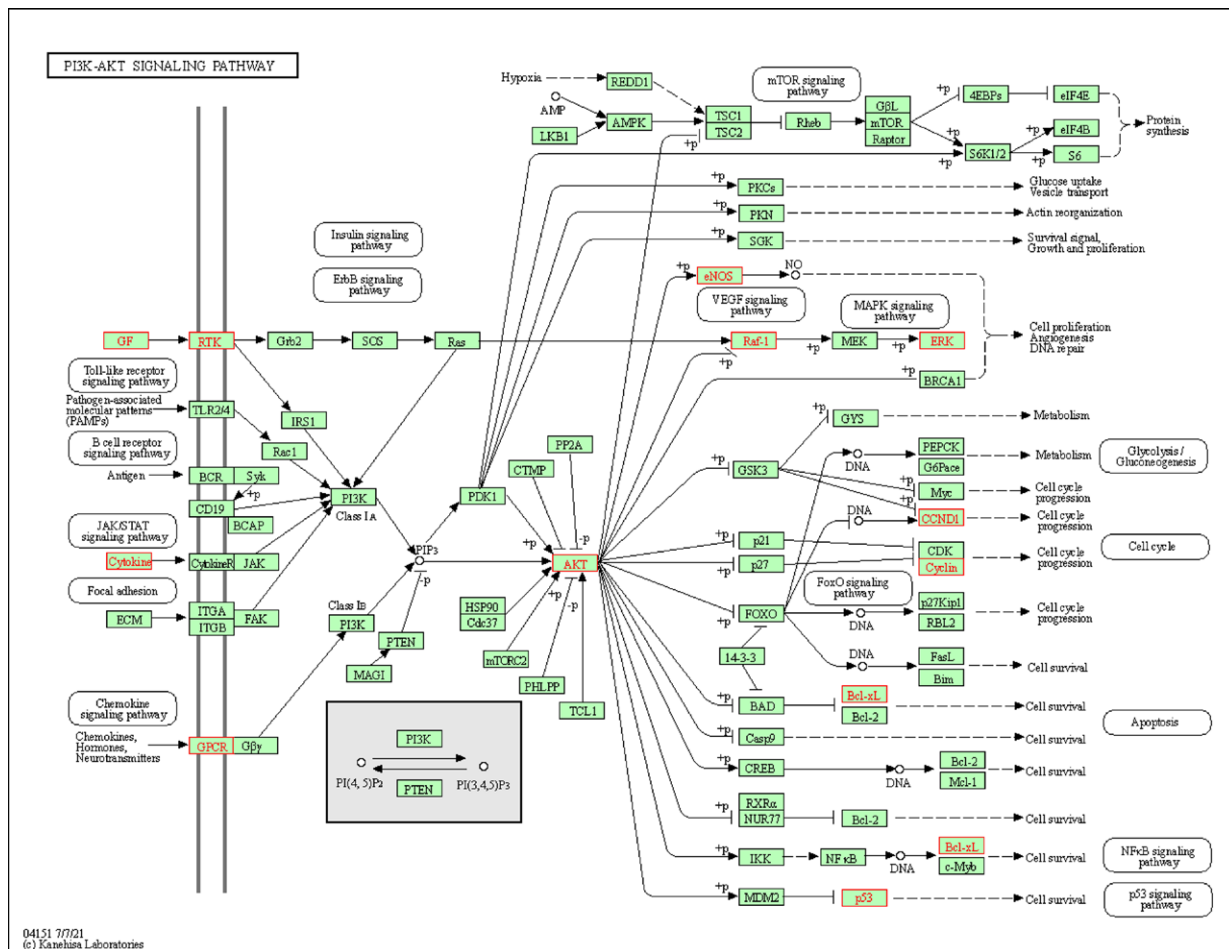 PI3K-AKT SIGNALING PATHWAY
Hypoxia
REDD1
mTOR signaling
pathway
AMP
LKB1
AMPK
TSC1
TSC2
Rheb
GβL
mTOR
Raptor
+p
4EBPs
eIF4E
+p
eIF4B
S6K1/2
+p
S6
+p
+p
+p
Protein
synthesis
+p
PKCs
Glucose uptake
Vesicle transport
+p
PKN
Actin reorganization
+p
SGK
Survival signal,
Growth and proliferation
Insulin signaling
pathway
ErbB signaling
pathway
+p
eNOS
NO
VEGF signaling
pathway
MAPK signaling
pathway
GF
RTK
Grb2
SOS
Ras
Raf-1
+p
MEK
+p
ERK
+p
Cell proliferation
Angiogenesis
DNA repair
+p
BRCA1
Toll-like receptor
signaling pathway
Pathogen-associated
molecular patterns
(PAMPs)
TLR2/4
IRS1
Rac1
B cell receptor
signaling pathway
Antigen
BCR
Syk
+p
CD19
BCAP
PI3K
Class IA
PDK1
CTMP
PP2A
+p
GYS
Metabolism
+p
GSK3
DNA
PEPCK
G6Pace
Metabolism
Glycolysis /
Gluconeogenesis
+p
Myc
Cell cycle
progression
+p
DNA
CCND1
Cell cycle
progression
JAK/STAT
signaling pathway
Cytokine
CytokineR
JAK
PIP3
-p
+p
-p
AKT
+p
-p
+p
p21
+p
p27
CDK
Cyclin
Cell cycle
progression
Cell cycle
Focal adhesion
ECM
ITGA
ITGB
FAK
Class IB
PI3K
PTEN
MAGI
HSP90
Cdc37
mTORC2
PHLPP
TCL1
FoxO signaling
pathway
FOXO
+p
DNA
p27Kip1
RBL2
Cell cycle
progression
14-3-3
DNA
FasL
Bim
Cell survival
Chemokine
signaling pathway
Chemokines,
Hormones,
Neurotransmitters
GPCR
Gβγ
PI3K
PI(4, 5)P2
PI(3,4,5)P3
PTEN
+p
BAD
Bcl-xL
Bcl-2
Cell survival
Apoptosis
+p
Casp9
Cell survival
+p
CREB
DNA
Bcl-2
Mcl-1
Cell survival
+p
RXRα
NUR77
Bcl-2
Cell survival
+p
IKK
NFκB
DNA
Bcl-xL
c-Myb
Cell survival
NFκB signaling
pathway
+p
MDM2
p53
Cell survival
p53 signaling
pathway
04151 7/7/21
(c) Kanehisa Laboratories